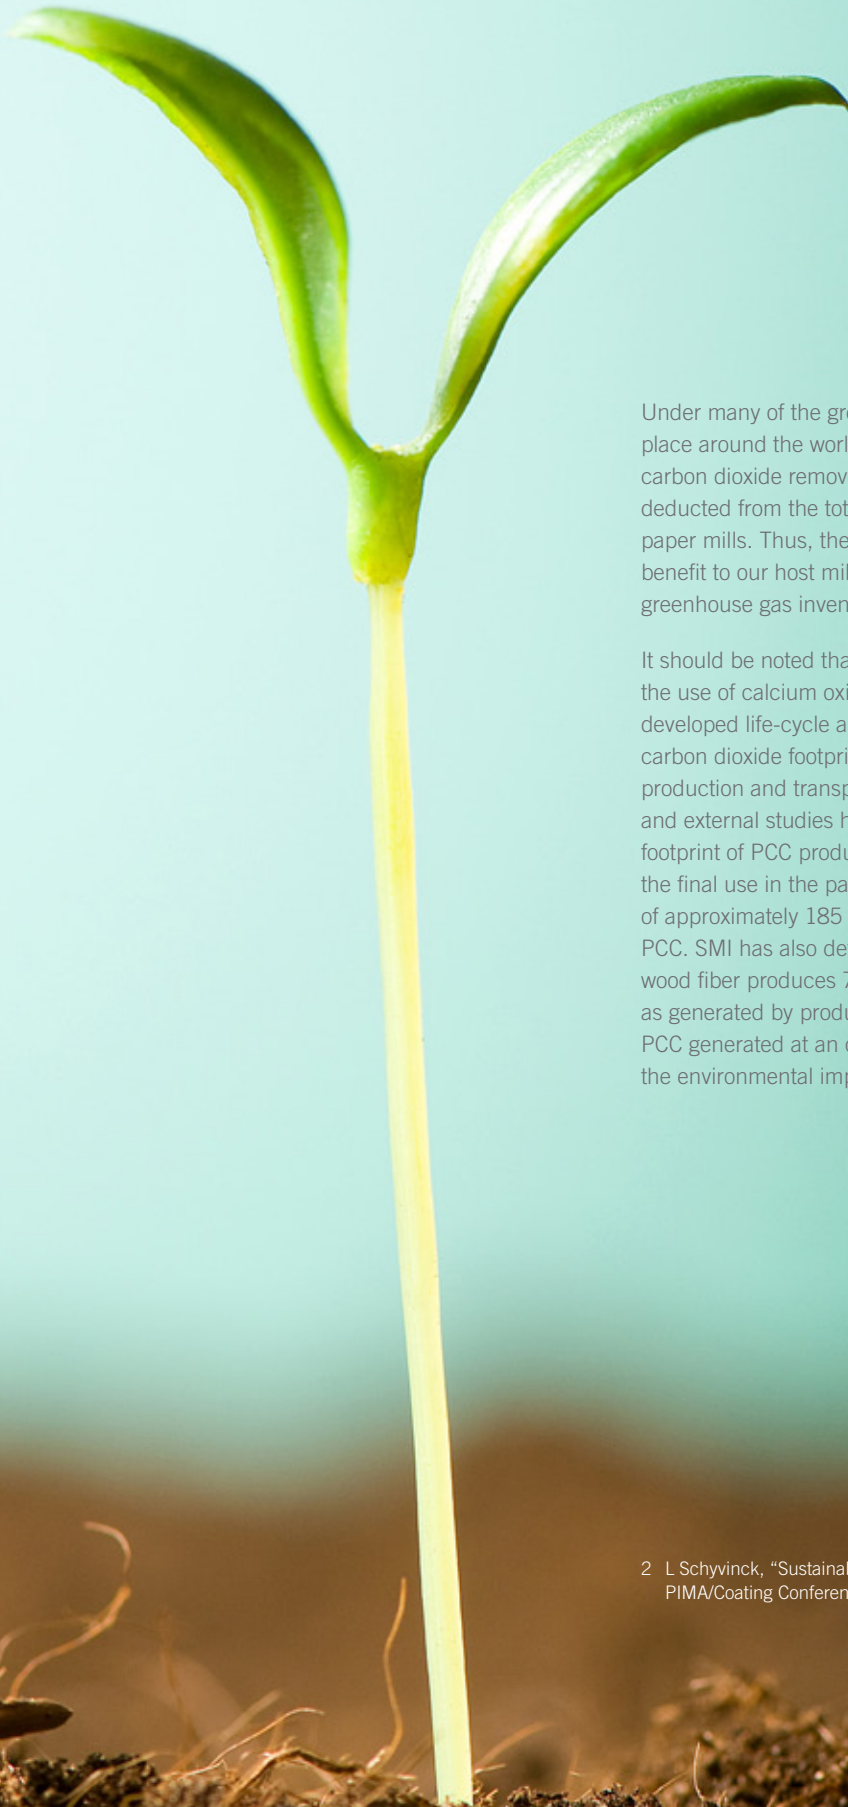 Under many of the gre
place around the worl
carbon dioxide remov
deducted from the tot
paper mills. Thus, the
benefit to our host mil
greenhouse gas inven
It should be noted tha
the use of calcium oxi
developed life-cycle a
carbon dioxide footpri
production and transp
and external studies h
footprint of PCC produ
the final use in the pa
of approximately 185
PCC. SMI has also de
wood fiber produces 7
as generated by produ
PCC generated at an o
the environmental imp
2 L Schyvinck, “Sustainal
PIMA/Coating Conferen